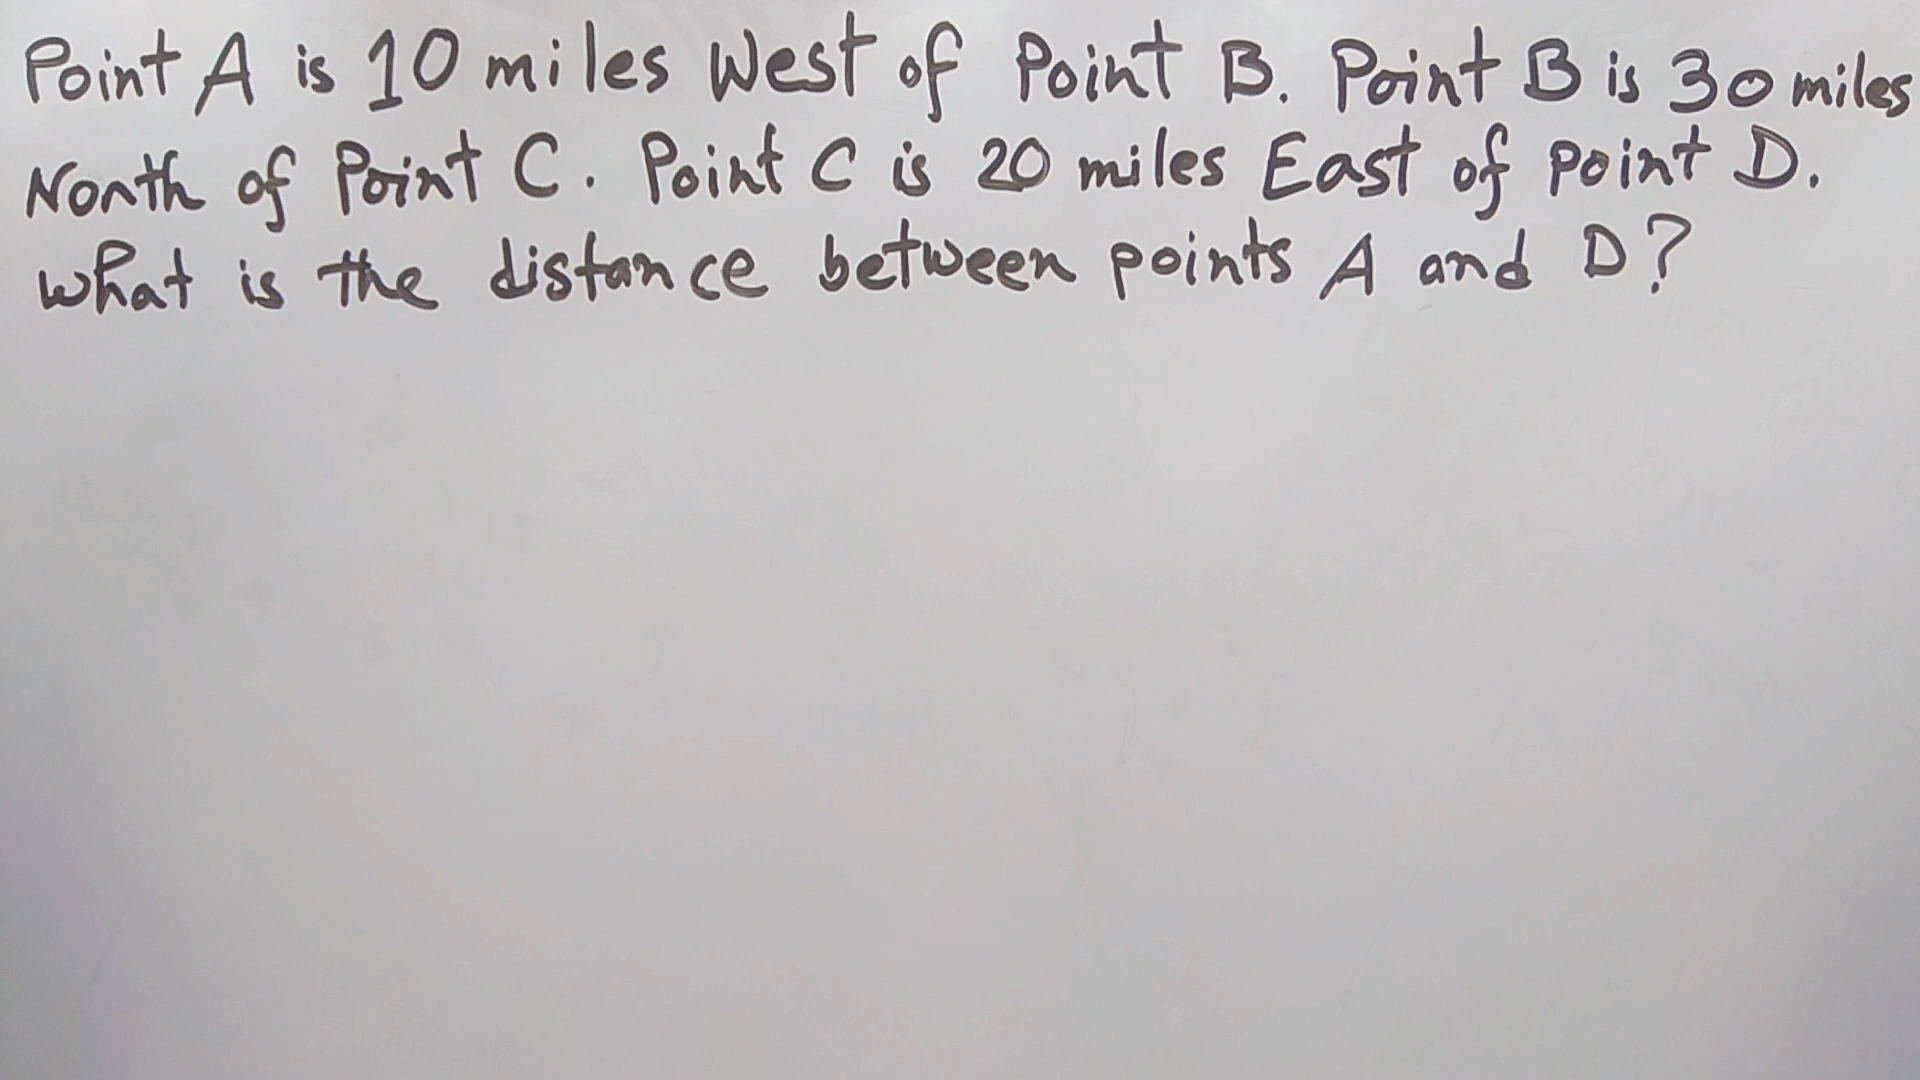 Point A is 10 miles West of Point B. Point B is 30 miles
North of Point C. Point C is 20 miles East of point D.
What is the distance between points A and D?